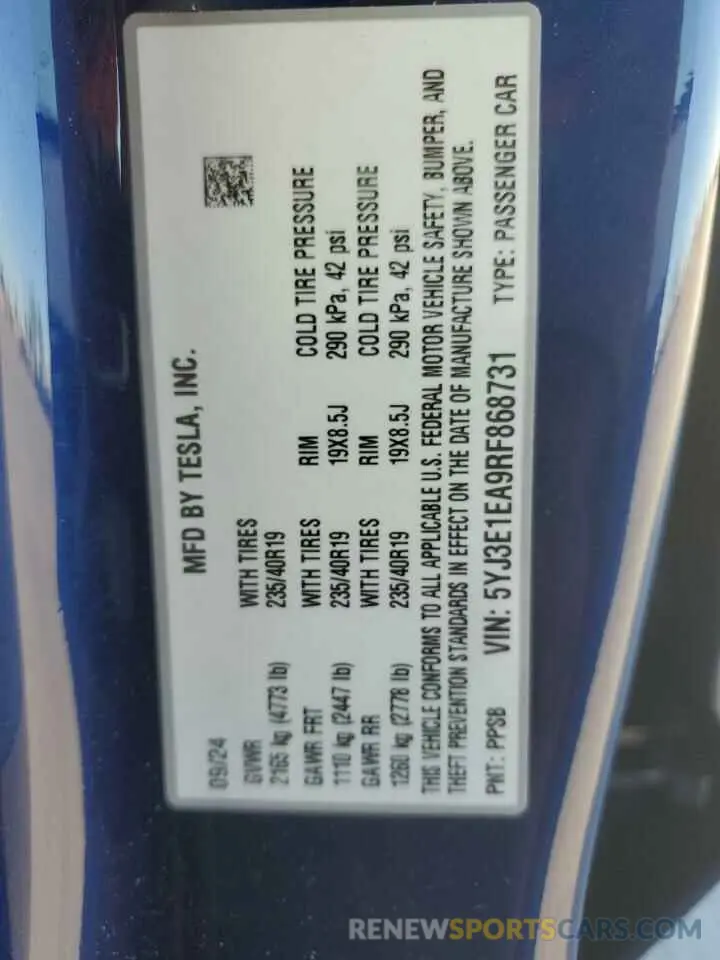 MFD BY TESLA, INC.
09/24
GVWR WITH TIRES
2165 kg (4773 lb) 235/40R19
GAWR FRT WITH TIRES RIM COLD TIRE PRESSURE
1110 kg (2447 lb) 235/40R19 19X8.5J 290 kPa, 42 psi
GAWR RR WITH TIRES RIM COLD TIRE PRESSURE
1260 kg (2778 lb) 235/40R19 19X8.5J 290 kPa, 42 psi
THIS VEHICLE CONFORMS TO ALL APPLICABLE U.S. FEDERAL MOTOR VEHICLE SAFETY, BUMPER, AND
THEFT PREVENTION STANDARDS IN EFFECT ON THE DATE OF MANUFACTURE SHOWN ABOVE.
PNT: PPSB VIN: 5YJ3E1EA9RF868731 TYPE: PASSENGER CAR
RENEWSPORTSCARS.COM